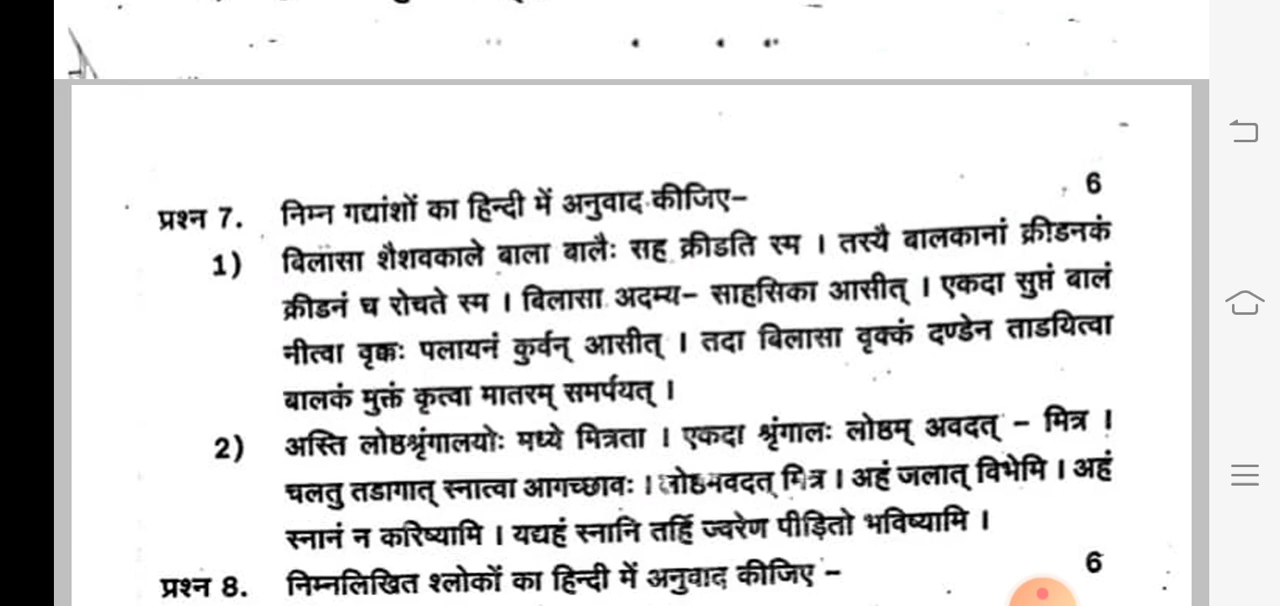 प्रश्न 7. निम्न गद्यांशों का हिन्दी में अनुवाद कीजिए- 6
1) बिलासा शैशवकाले बाला बालैः सह क्रीडति स्म । तस्यै बालकानां क्रीडनकं
क्रीडनं च रोचते स्म । बिलासा अदम्य- साहसिका आसीत् । एकदा सुप्तं बालं
नीत्वा वृकः पलायनं कुर्वन् आसीत् । तदा बिलासा वृक्कं दण्डेन ताडयित्वा
बालकं मुक्तं कृत्वा मातरम् समर्पयत् ।
2) अस्ति लोष्ठश्रृंगालयोः मध्ये मित्रता । एकदा श्रृंगालः लोष्ठम् अवदत् - मित्र ।
चलतु तडागात् स्नात्वा आगच्छावः । लोष्ठमवदत् मित्र । अहं जलात् विभेमि । अहं
स्नानं न करिष्यामि । यद्यहं स्नानि तर्हि ज्वरेण पीड़ितो भविष्यामि ।
प्रश्न 8. निम्नलिखित श्लोकों का हिन्दी में अनुवाद कीजिए - 6